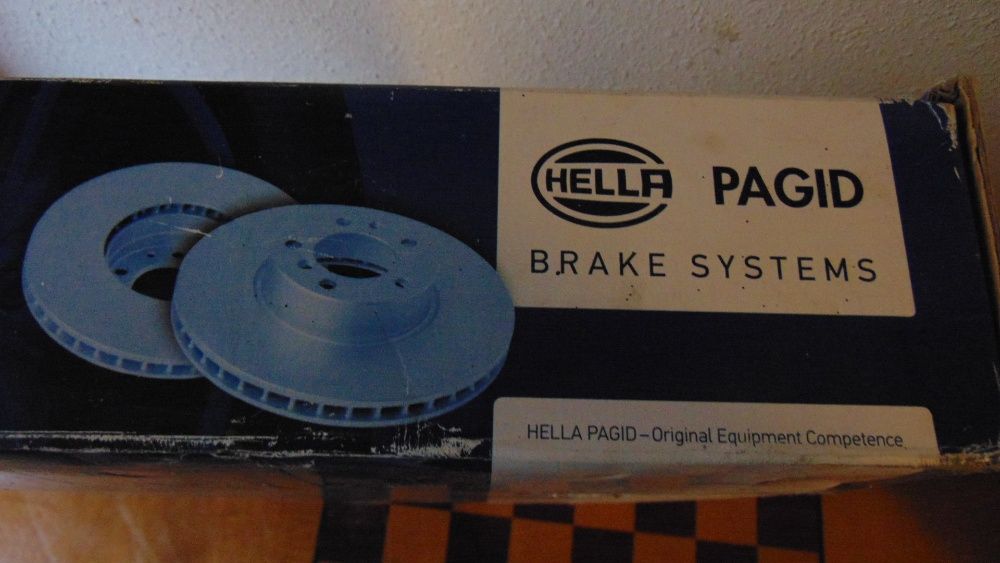 HELLA PAGID
BRAKE SYSTEMS
HELLA PAGID – Original Equipment Competence